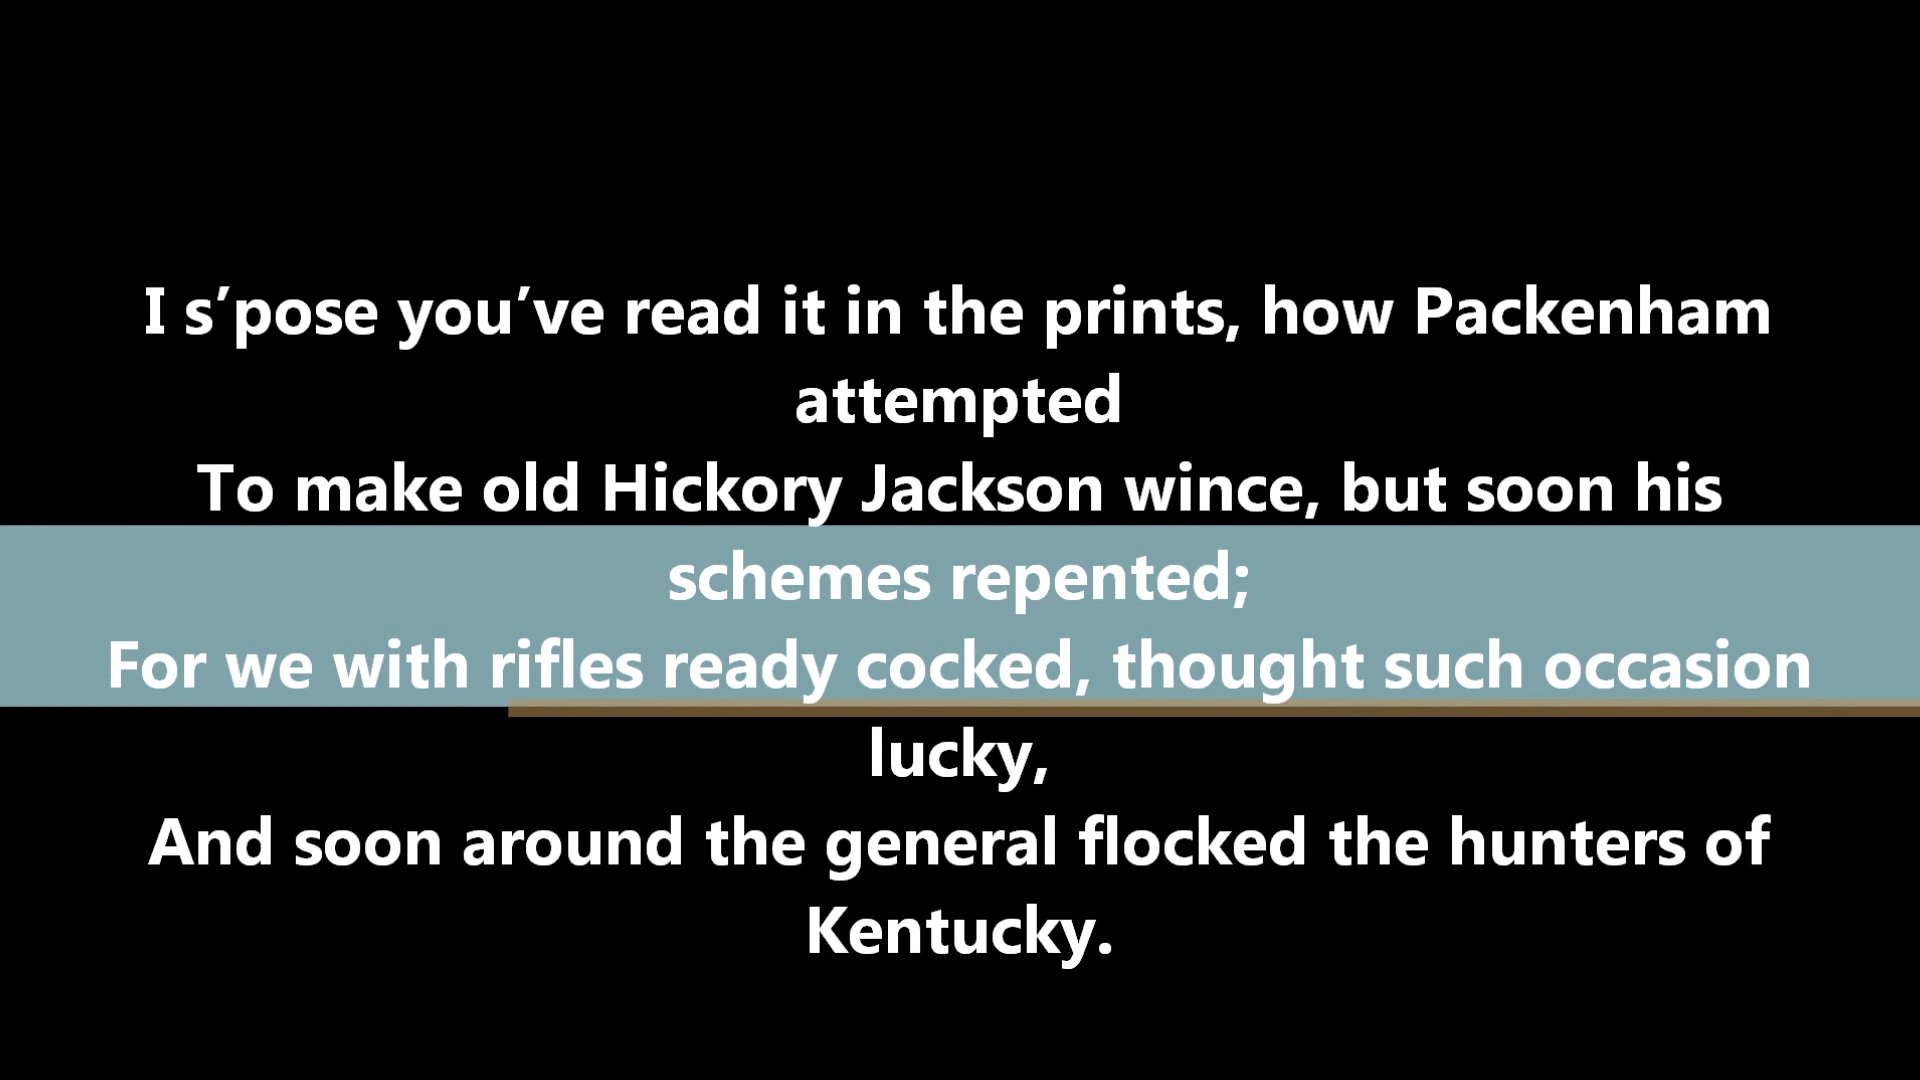 I s’pose you’ve read it in the prints, how Packenham
attempted
To make old Hickory Jackson wince, but soon his
schemes repented;
For we with rifles ready cocked, thought such occasion
lucky,
And soon around the general flocked the hunters of
Kentucky.